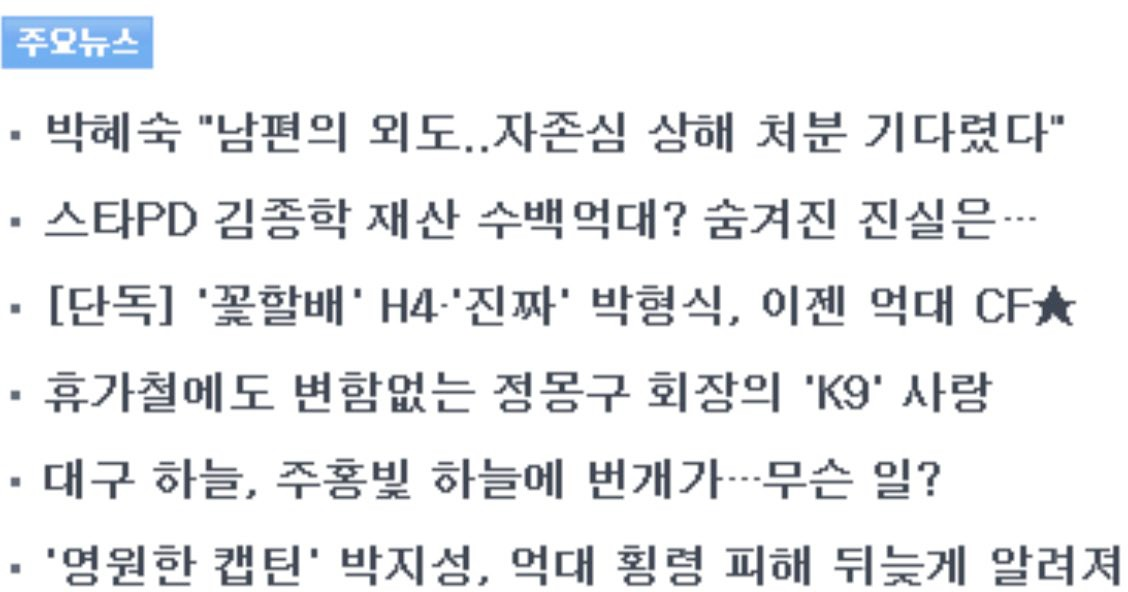 주요뉴스
· 박혜숙 "남편의 외도..자존심 상해 처분 기다렸다"
· 스타PD 김종학 재산 수백억대? 숨겨진 진실은…
· [단독] '꽃할배' H4·'진짜' 박형식, 이젠 억대 CF★
· 휴가철에도 변함없는 정몽구 회장의 'K9' 사랑
· 대구 하늘, 주홍빛 하늘에 번개가…무슨 일?
· '영원한 캡틴' 박지성, 억대 횡령 피해 뒤늦게 알려져